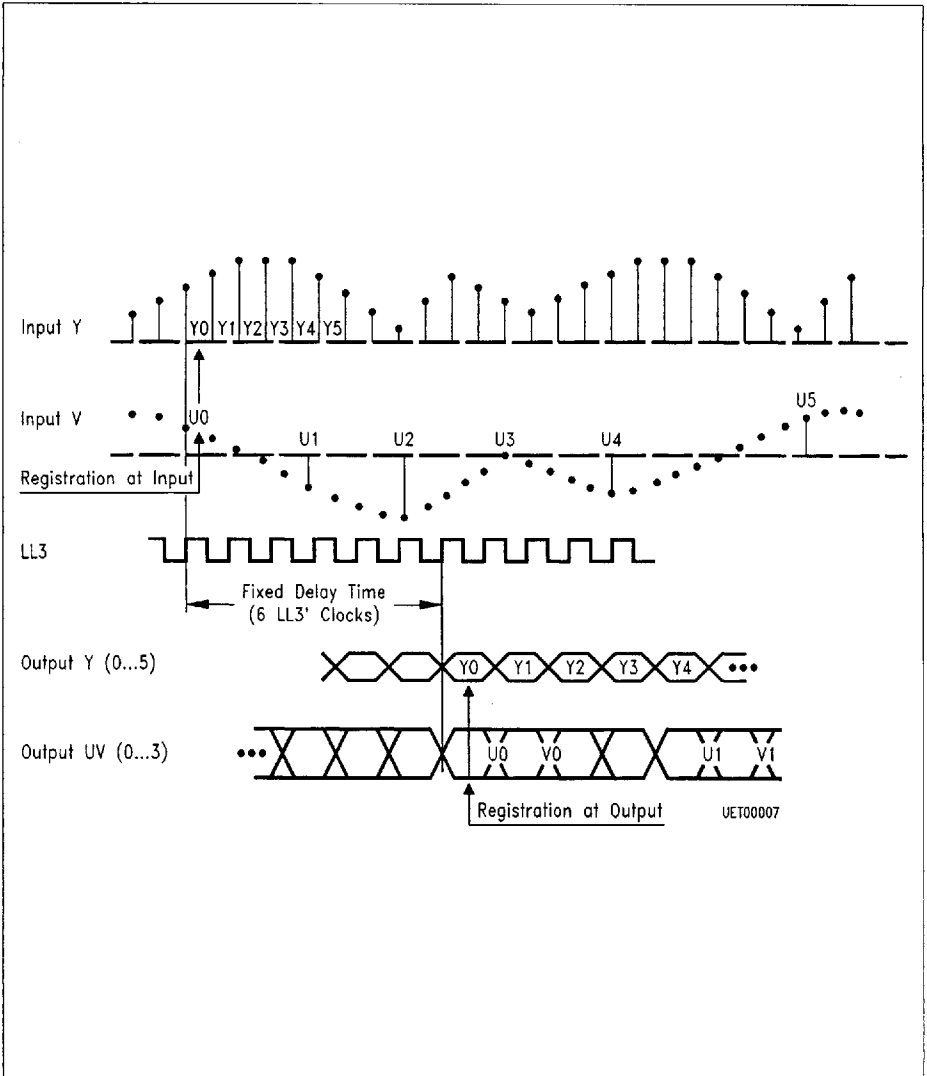 Input Y
Y0 Y1 Y2 Y3 Y4 Y5
Input V
U0 U1 U2 U3 U4 U5
Registration at Input
LL3
Fixed Delay Time
(6 LL3' Clocks)
Output Y (0...5)
Y0 Y1 Y2 Y3 Y4 •••
Output UV (0...3)
••• U0 V0 U1 V1
Registration at Output
UET00007